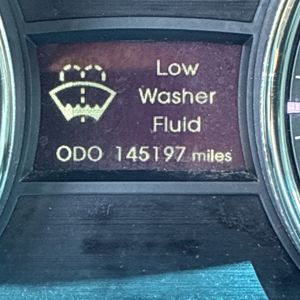 Low
Washer
Fluid
ODO 145197 miles